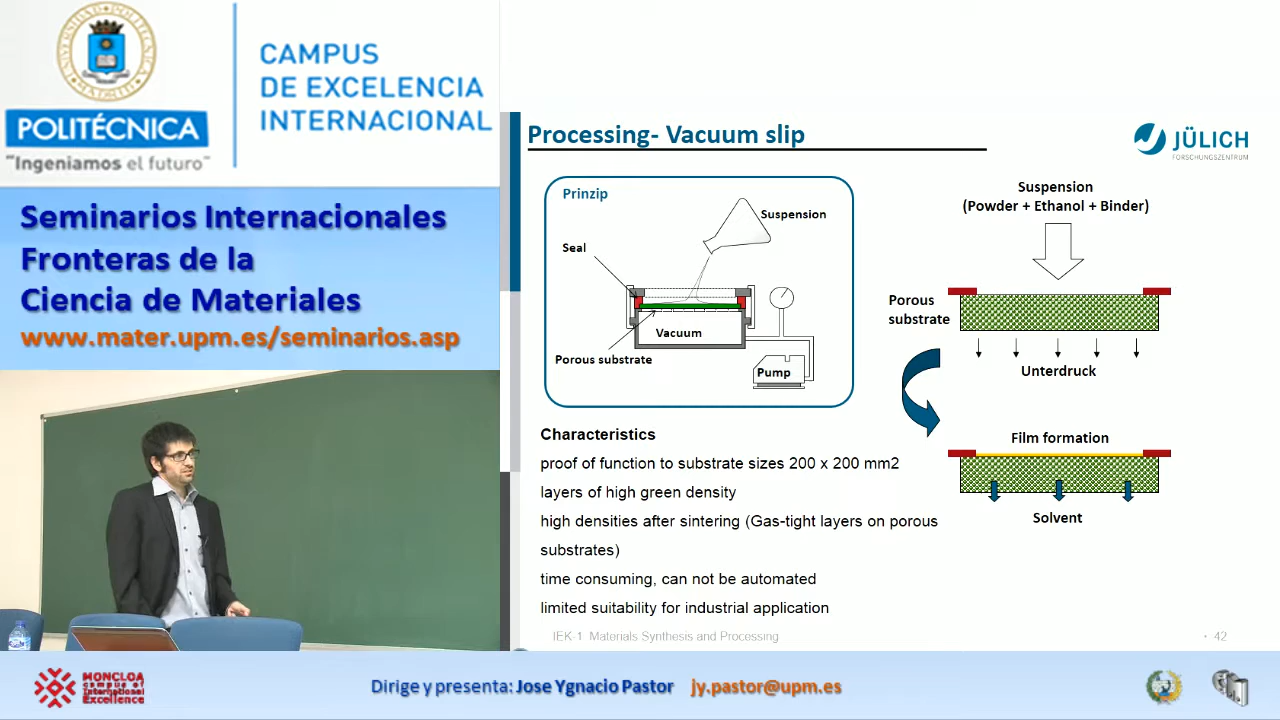 CAMPUS
DE EXCELENCIA
INTERNACIONAL
POLITÉCNICA
"Ingeniamos el futuro"
Seminarios Internacionales
Fronteras de la
Ciencia de Materiales
www.mater.upm.es/seminarios.asp
Processing- Vacuum slip
JÜLICH
FORSCHUNGSZENTRUM
Prinzip
Suspension
Seal
Vacuum
Porous substrate
Pump
Suspension
(Powder + Ethanol + Binder)
Porous
substrate
Unterdruck
Film formation
Solvent
Characteristics
proof of function to substrate sizes 200 x 200 mm2
layers of high green density
high densities after sintering (Gas-tight layers on porous
substrates)
time consuming, can not be automated
limited suitability for industrial application
IEK-1 Materials Synthesis and Processing
• 42
MONCLOA
campus of
International
Excellence
Dirige y presenta: Jose Ygnacio Pastor jy.pastor@upm.es